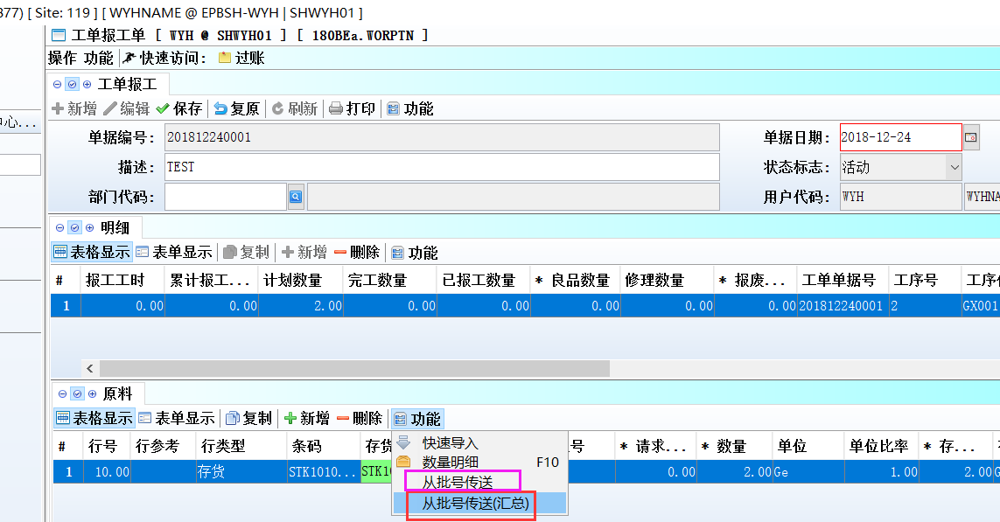 377) [ Site: 119 ] [ WYHNAME @ EPBSH-WYH | SHWYH01 ]
工单报工单 [ WYH @ SHWYH01 ] [ 180BEa.WORPTN ]
操作 功能 快速访问: 过账
工单报工
新增 编辑 保存 复原 刷新 打印 功能
心...
单据编号: 201812240001 单据日期: 2018-12-24
描述: TEST 状态标志: 活动
部门代码: 用户代码: WYH WYHNA
明细
表格显示 表单显示 复制 新增 删除 功能
# 报工工时 累计报工... 计划数量 完工数量 已报工数量 * 良品数量 修理数量 * 报废... 工单单据号 工序号 工序
1 0.00 0.00 2.00 0.00 0.00 0.00 0.00 0.00 201812240001 2 GX001
原料
表格显示 表单显示 复制 新增 删除 功能
# 行号 行参考 行类型 条码 存货 号 * 请求... * 数量 单位 单位比率 * 存...
1 10.00 存货 STK1010... STK10 0.00 2.00 Ge 1.00 2.00 G
快速导入
数量明细 F10
从批号传送
从批号传送(汇总)